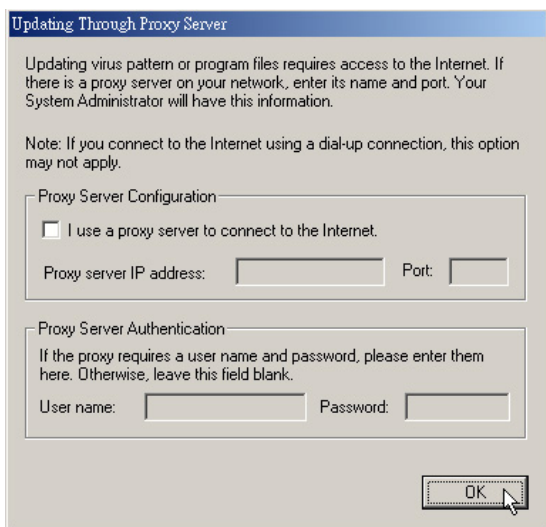 Updating Through Proxy Server
Updating virus pattern or program files requires access to the Internet. If
there is a proxy server on your network, enter its name and port. Your
System Administrator will have this information.
Note: If you connect to the Internet using a dial-up connection, this option
may not apply.
Proxy Server Configuration
I use a proxy server to connect to the Internet.
Proxy server IP address: Port:
Proxy Server Authentication
If the proxy requires a user name and password, please enter them
here. Otherwise, leave this field blank.
User name: Password:
OK